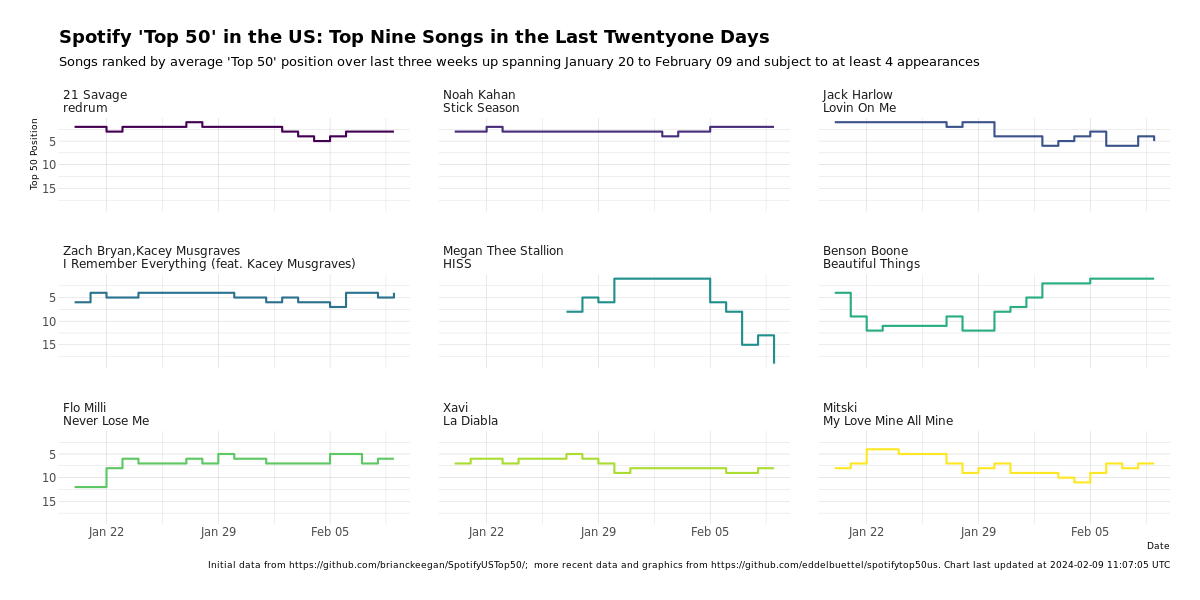 Spotify 'Top 50' in the US: Top Nine Songs in the Last Twentyone Days
Songs ranked by average 'Top 50' position over last three weeks up spanning January 20 to February 09 and subject to at least 4 appearances
21 Savage
redrum
Noah Kahan
Stick Season
Jack Harlow
Lovin On Me
Top 50 Position
5
10
15
Zach Bryan,Kacey Musgraves
I Remember Everything (feat. Kacey Musgraves)
Megan Thee Stallion
HISS
Benson Boone
Beautiful Things
5
10
15
Flo Milli
Never Lose Me
Xavi
La Diabla
Mitski
My Love Mine All Mine
5
10
15
Jan 22
Jan 29
Feb 05
Jan 22
Jan 29
Feb 05
Jan 22
Jan 29
Feb 05
Date
Initial data from https://github.com/brianckeegan/SpotifyUSTop50/;  more recent data and graphics from https://github.com/eddelbuettel/spotifytop50us. Chart last updated at 2024-02-09 11:07:05 UTC